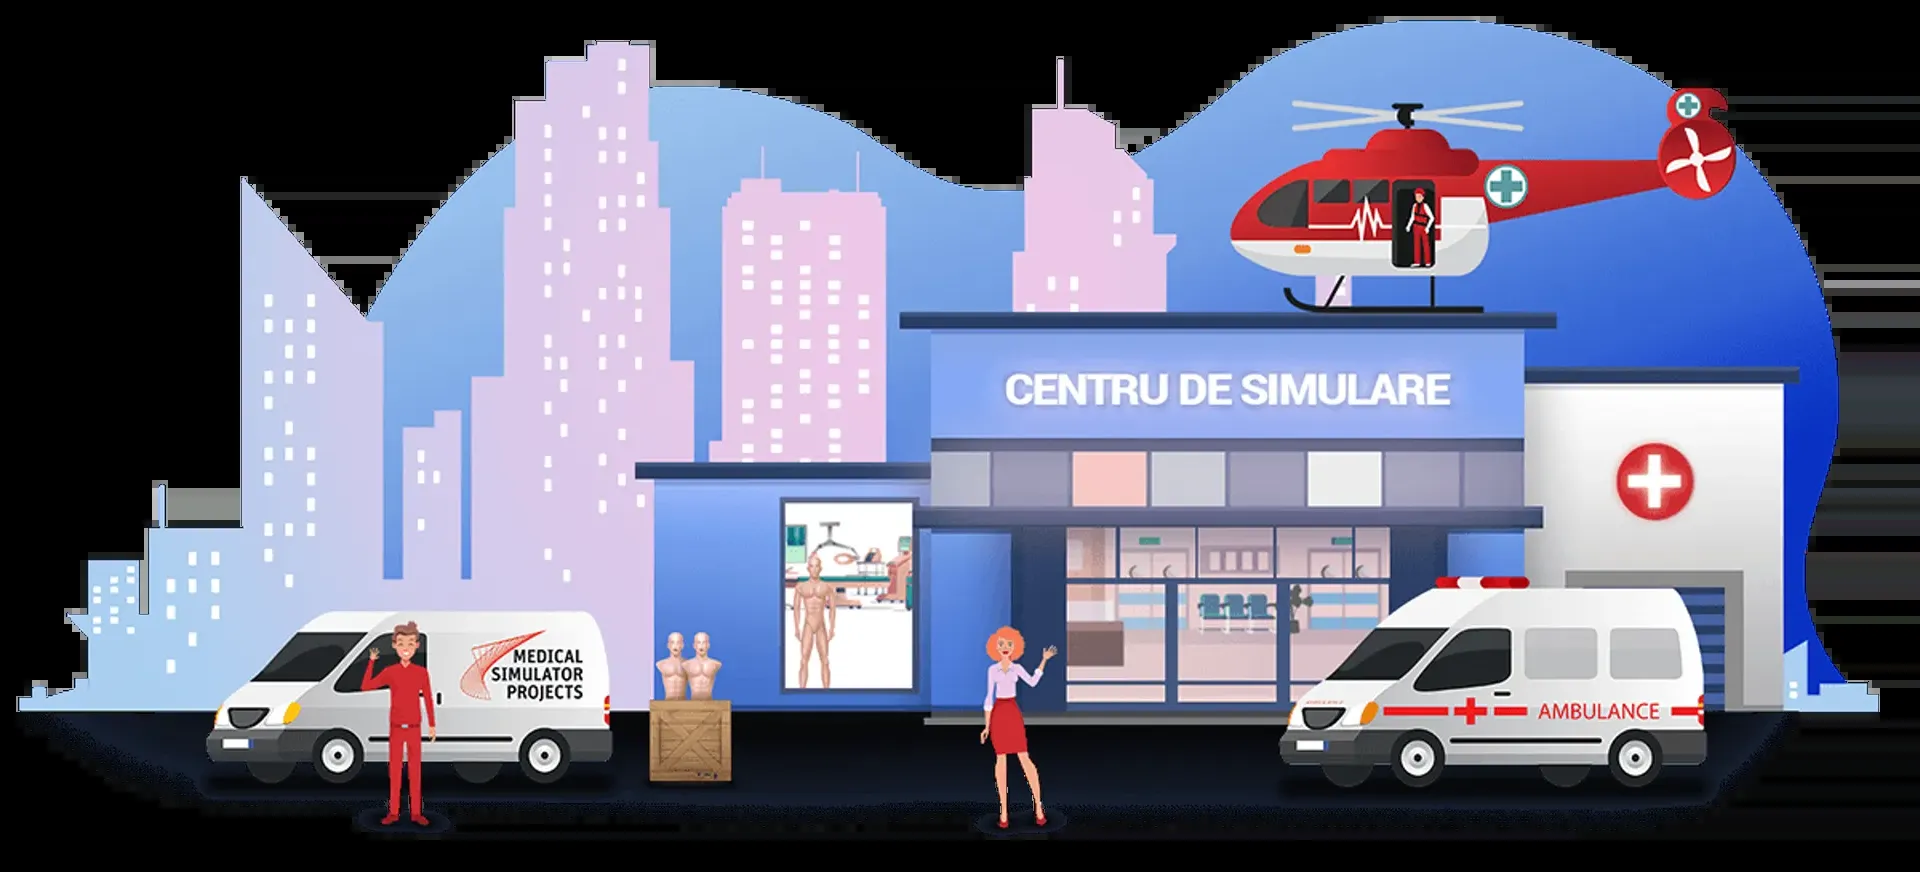 CENTRU DE SIMULARE
MEDICAL
SIMULATOR
PROJECTS
AMBULANCE